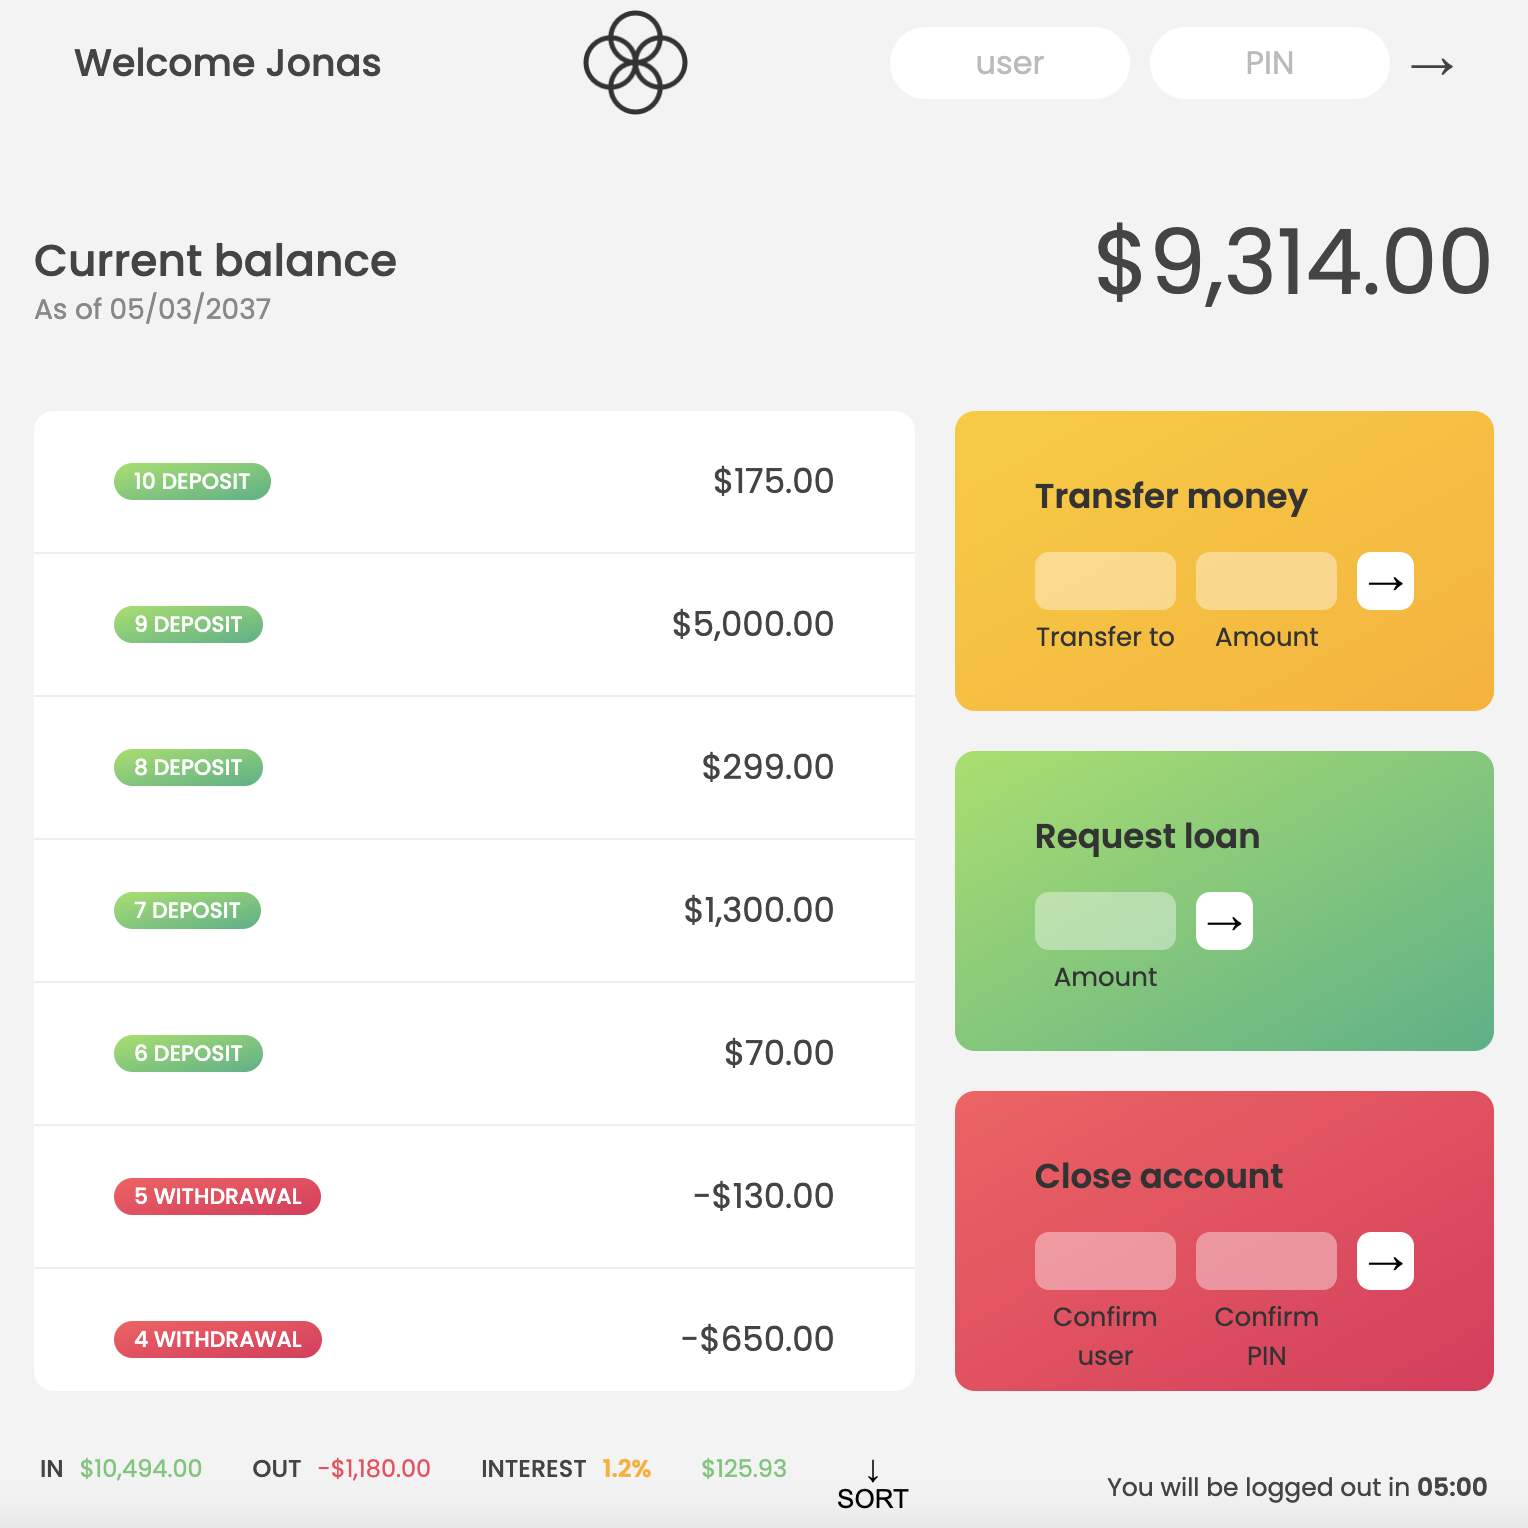 Welcome Jonas
user
PIN
→
Current balance
As of 05/03/2037
$9,314.00
10 DEPOSIT
$175.00
9 DEPOSIT
$5,000.00
8 DEPOSIT
$299.00
7 DEPOSIT
$1,300.00
6 DEPOSIT
$70.00
5 WITHDRAWAL
-$130.00
4 WITHDRAWAL
-$650.00
Transfer money
→
Transfer to
Amount
Request loan
→
Amount
Close account
→
Confirm
user
Confirm
PIN
IN $10,494.00 OUT -$1,180.00 INTEREST 1.2% $125.93
↓
SORT
You will be logged out in 05:00